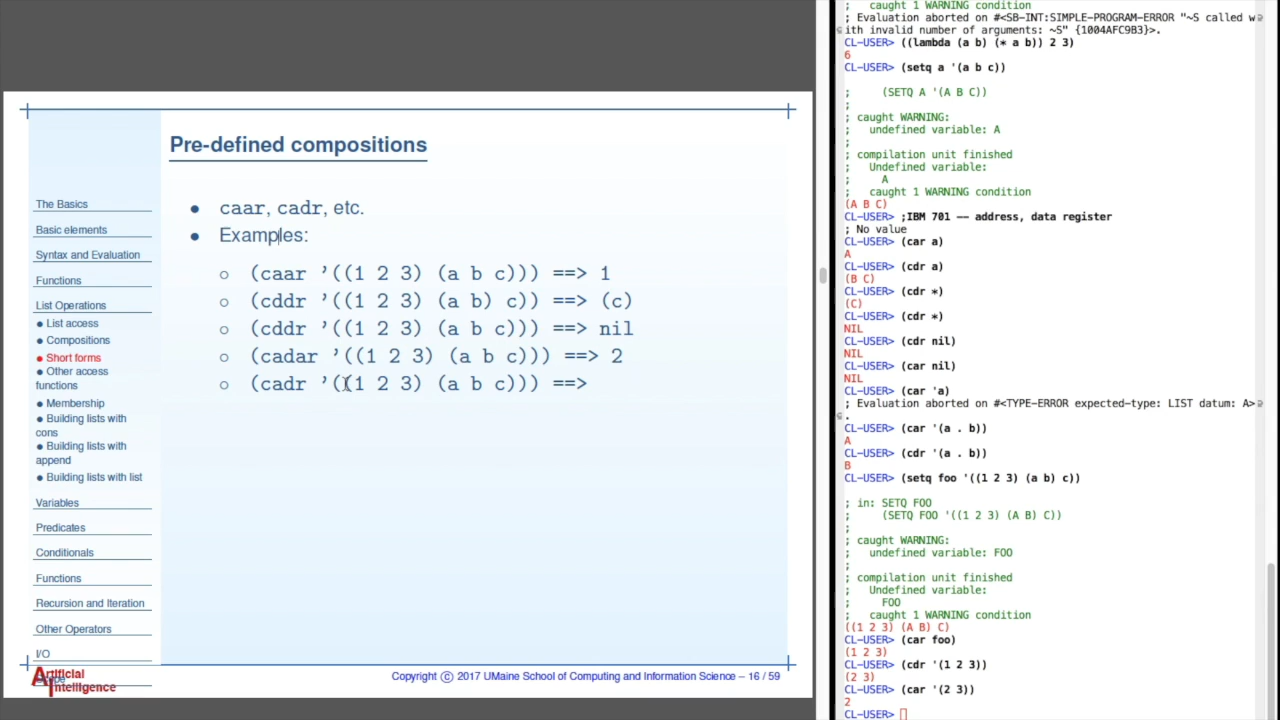 Pre-defined compositions
The Basics
Basic elements
Syntax and Evaluation
Functions
List Operations
● List access
● Compositions
● Short forms
● Other access
functions
● Membership
● Building lists with
cons
● Building lists with
append
● Building lists with list
Variables
Predicates
Conditionals
Functions
Recursion and Iteration
Other Operators
I/O
Artificial
Intelligence
● caar, cadr, etc.
● Examples:
○ (caar '((1 2 3) (a b c))) ==> 1
○ (cddr '((1 2 3) (a b) c)) ==> (c)
○ (cddr '((1 2 3) (a b c))) ==> nil
○ (cadar '((1 2 3) (a b c))) ==> 2
○ (cadr '((1 2 3) (a b c))) ==>
Copyright © 2017 UMaine School of Computing and Information Science – 16 / 59
; caught 1 WARNING condition
; Evaluation aborted on #<SB-INT:SIMPLE-PROGRAM-ERROR "~S called w
ith invalid number of arguments: ~S" {1004AFC9B3}>.
CL-USER> ((lambda (a b) (* a b)) 2 3)
6
CL-USER> (setq a '(a b c))
; (SETQ A '(A B C))
;
; caught WARNING:
; undefined variable: A
;
; compilation unit finished
; Undefined variable:
; A
; caught 1 WARNING condition
(A B C)
CL-USER> ;IBM 701 -- address, data register
; No value
CL-USER> (car a)
A
CL-USER> (cdr a)
(B C)
CL-USER> (cdr *)
(C)
CL-USER> (cdr *)
NIL
CL-USER> (cdr nil)
NIL
CL-USER> (car nil)
NIL
CL-USER> (car 'a)
; Evaluation aborted on #<TYPE-ERROR expected-type: LIST datum: A>
.
CL-USER> (car '(a . b))
A
CL-USER> (cdr '(a . b))
B
CL-USER> (setq foo '((1 2 3) (a b) c))
; in: SETQ FOO
; (SETQ FOO '((1 2 3) (A B) C))
;
; caught WARNING:
; undefined variable: FOO
;
; compilation unit finished
; Undefined variable:
; FOO
; caught 1 WARNING condition
((1 2 3) (A B) C)
CL-USER> (car foo)
(1 2 3)
CL-USER> (cdr '(1 2 3))
(2 3)
CL-USER> (car '(2 3))
2
CL-USER>